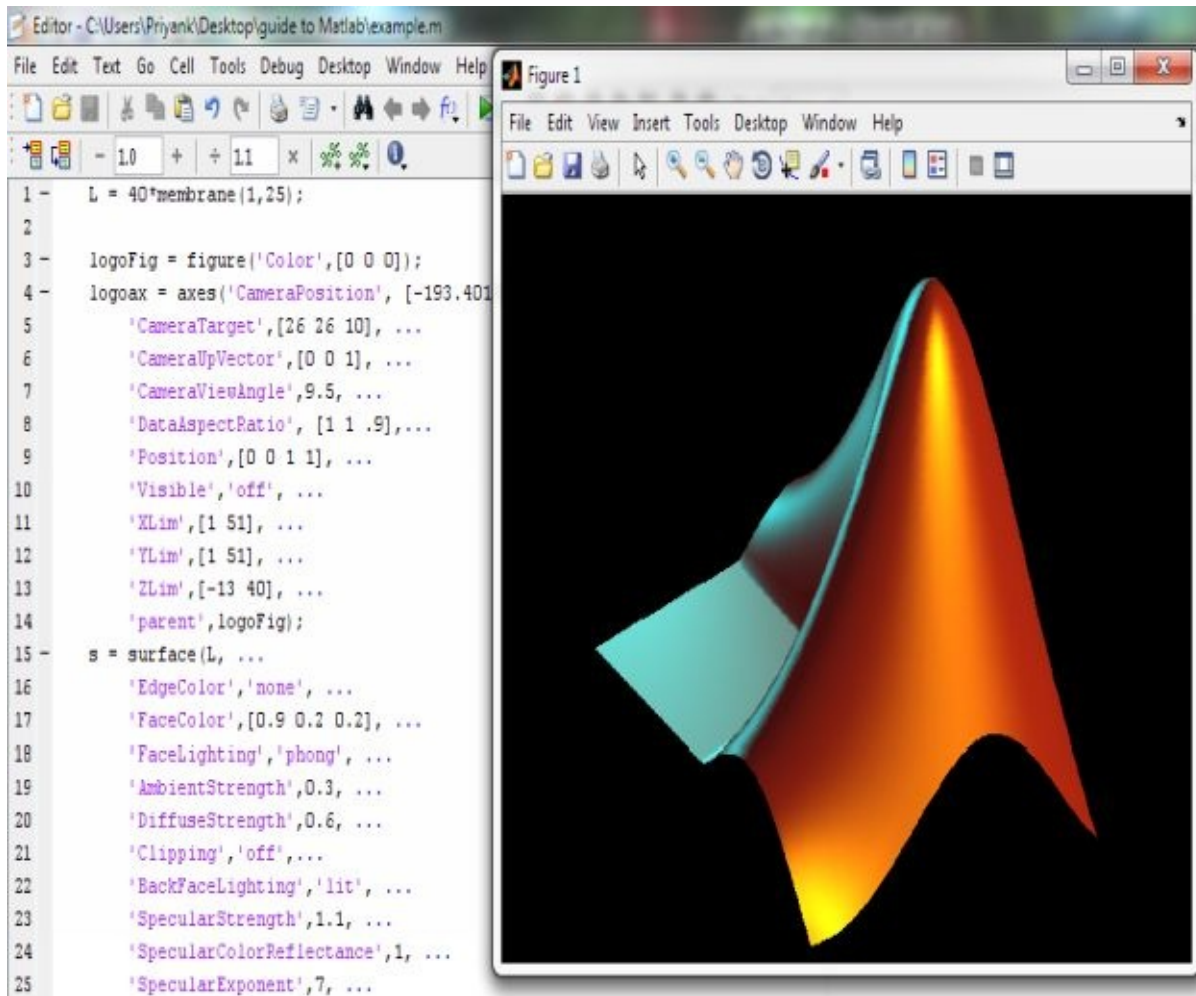 Editor - C:\Users\Priyank\Desktop\guide to Matlab\example.m
File Edit Text Go Cell Tools Debug Desktop Window Help
- 1.0 + ÷ 1.1 ×
1 - L = 40*membrane(1,25);
2
3 - logoFig = figure('Color',[0 0 0]);
4 - logoax = axes('CameraPosition', [-193.401
5 'CameraTarget',[26 26 10], ...
6 'CameraUpVector',[0 0 1], ...
7 'CameraViewAngle',9.5, ...
8 'DataAspectRatio', [1 1 .9],...
9 'Position',[0 0 1 1], ...
10 'Visible','off', ...
11 'XLim',[1 51], ...
12 'YLim',[1 51], ...
13 'ZLim',[-13 40], ...
14 'parent',logoFig);
15 - s = surface(L, ...
16 'EdgeColor','none', ...
17 'FaceColor',[0.9 0.2 0.2], ...
18 'FaceLighting','phong', ...
19 'AmbientStrength',0.3, ...
20 'DiffuseStrength',0.6, ...
21 'Clipping','off',...
22 'BackFaceLighting','lit', ...
23 'SpecularStrength',1.1, ...
24 'SpecularColorReflectance',1, ...
25 'SpecularExponent',7, ...
Figure 1
File Edit View Insert Tools Desktop Window Help